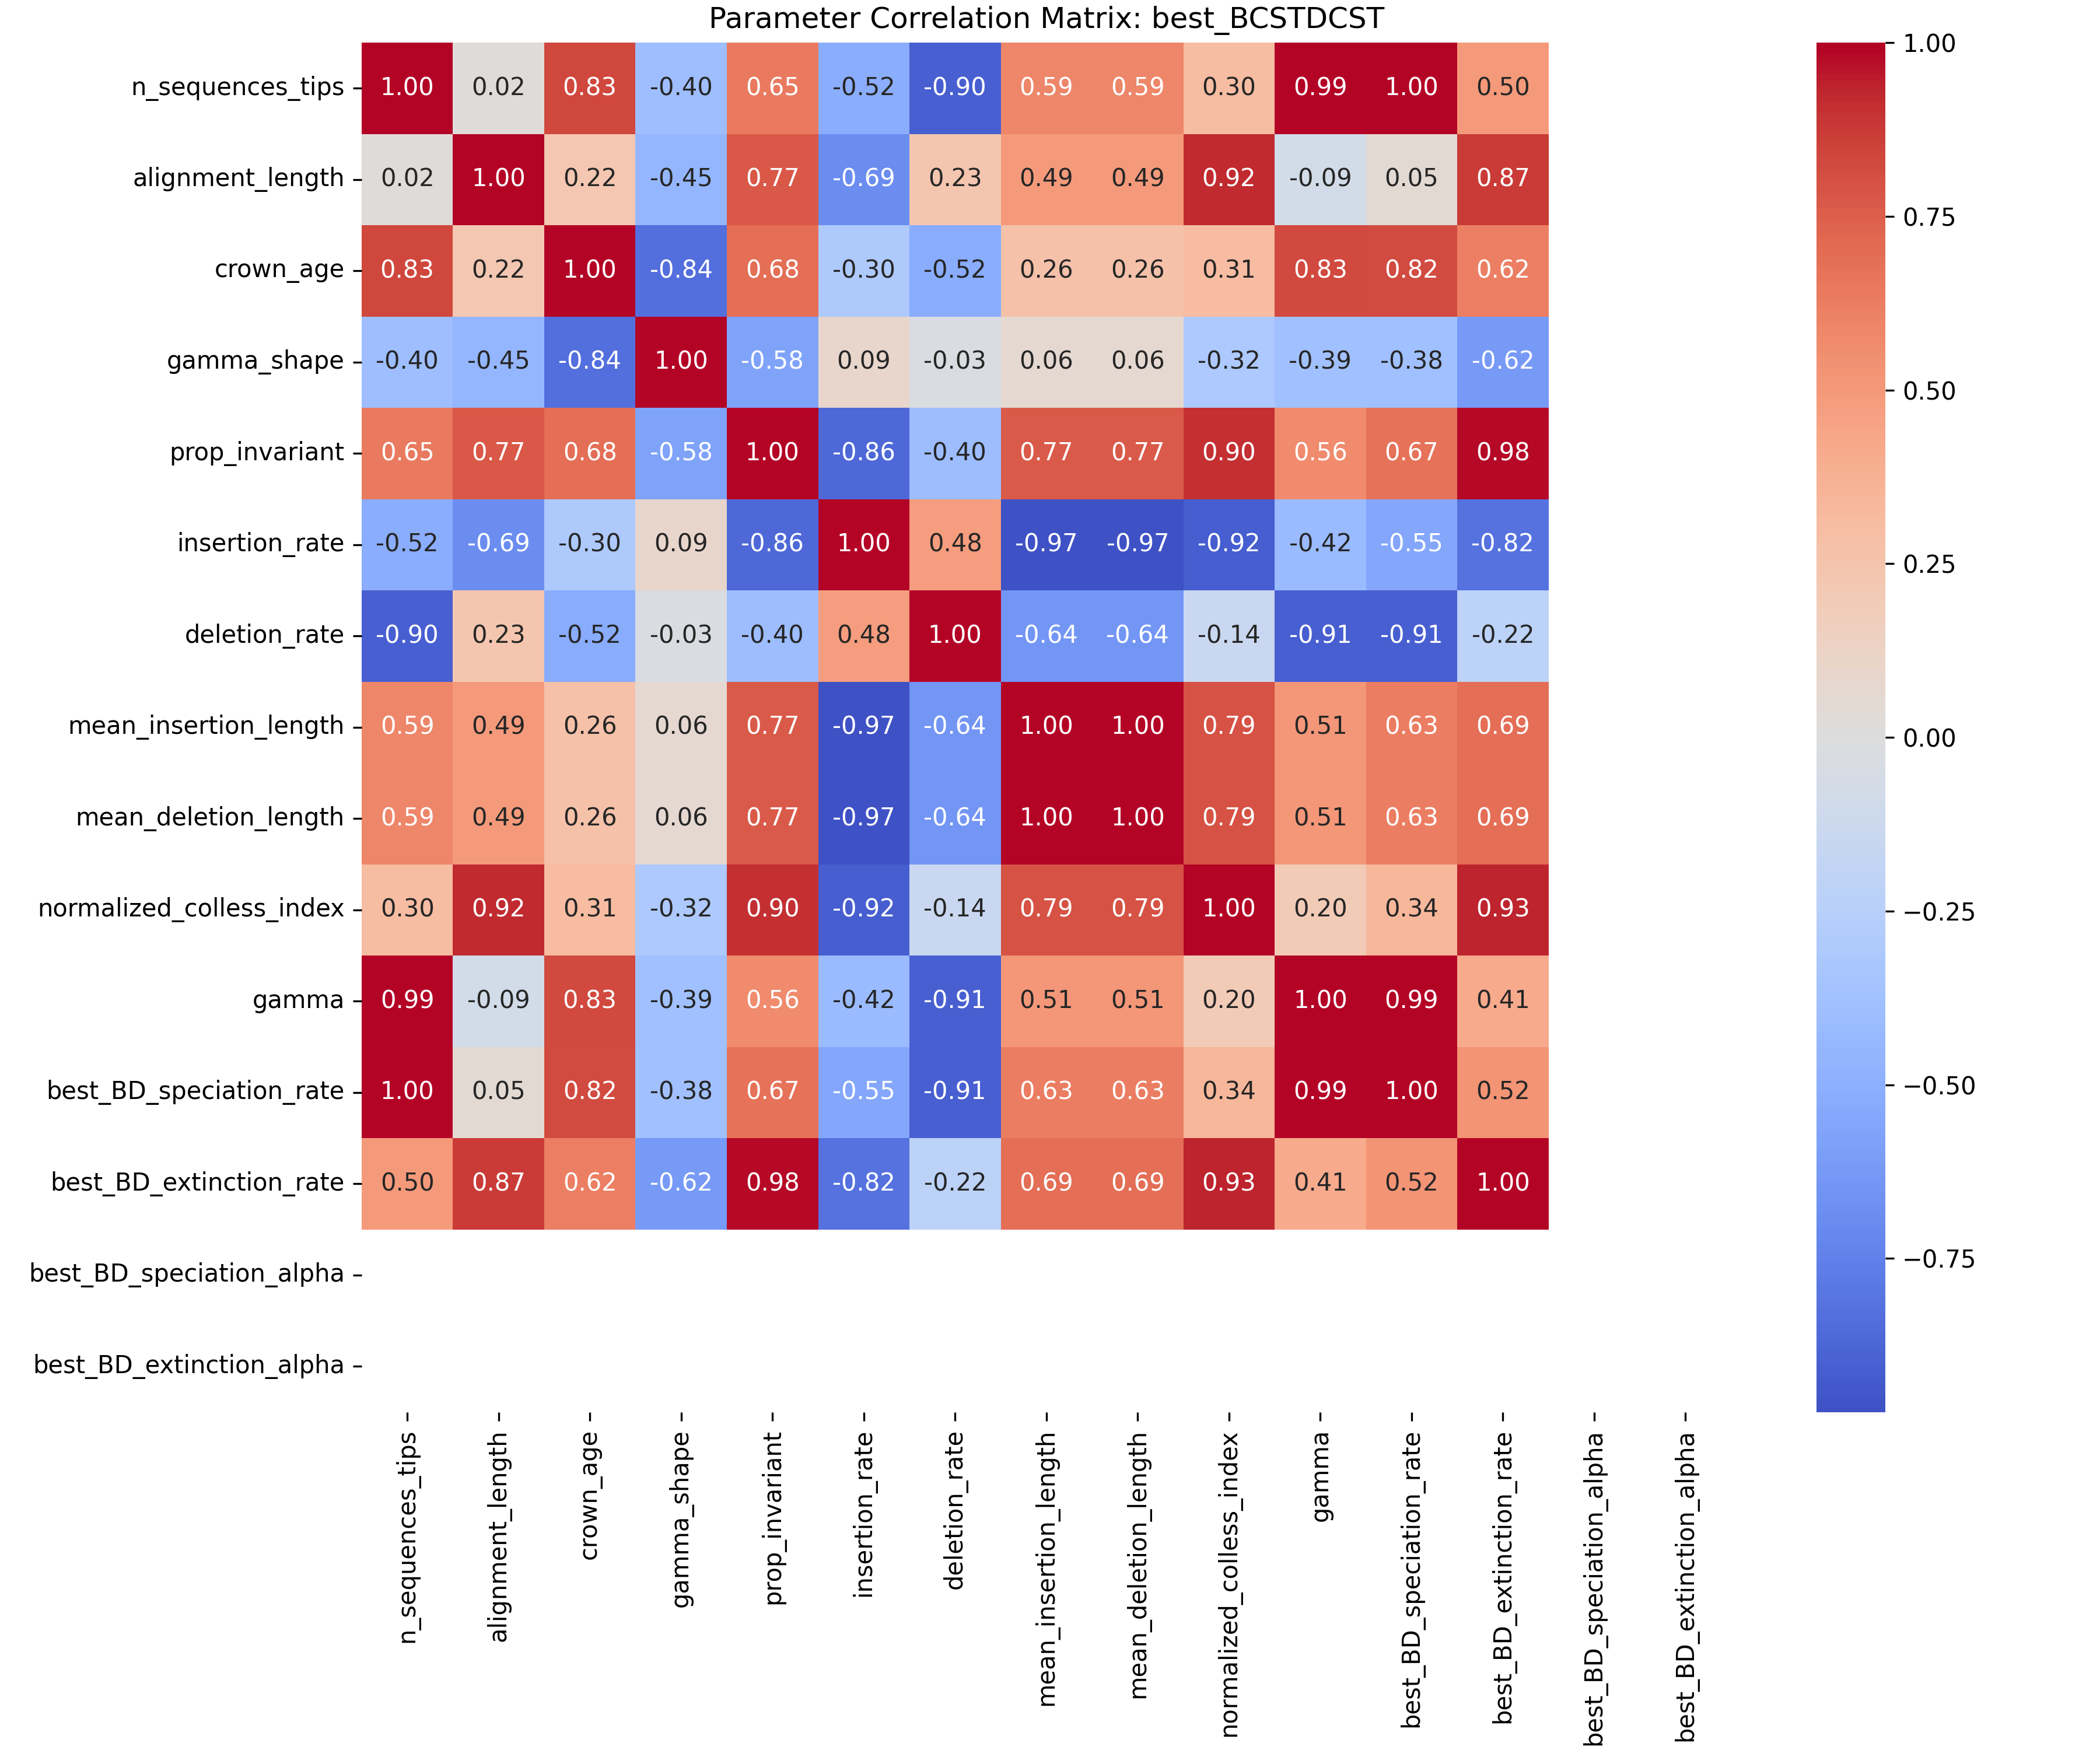 Parameter Correlation Matrix: best_BCSTDCST
n_sequences_tips 1.00 0.02 0.83 -0.40 0.65 -0.52 -0.90 0.59 0.59 0.30 0.99 1.00 0.50
alignment_length 0.02 1.00 0.22 -0.45 0.77 -0.69 0.23 0.49 0.49 0.92 -0.09 0.05 0.87
crown_age 0.83 0.22 1.00 -0.84 0.68 -0.30 -0.52 0.26 0.26 0.31 0.83 0.82 0.62
gamma_shape -0.40 -0.45 -0.84 1.00 -0.58 0.09 -0.03 0.06 0.06 -0.32 -0.39 -0.38 -0.62
prop_invariant 0.65 0.77 0.68 -0.58 1.00 -0.86 -0.40 0.77 0.77 0.90 0.56 0.67 0.98
insertion_rate -0.52 -0.69 -0.30 0.09 -0.86 1.00 0.48 -0.97 -0.97 -0.92 -0.42 -0.55 -0.82
deletion_rate -0.90 0.23 -0.52 -0.03 -0.40 0.48 1.00 -0.64 -0.64 -0.14 -0.91 -0.91 -0.22
mean_insertion_length 0.59 0.49 0.26 0.06 0.77 -0.97 -0.64 1.00 1.00 0.79 0.51 0.63 0.69
mean_deletion_length 0.59 0.49 0.26 0.06 0.77 -0.97 -0.64 1.00 1.00 0.79 0.51 0.63 0.69
normalized_colless_index 0.30 0.92 0.31 -0.32 0.90 -0.92 -0.14 0.79 0.79 1.00 0.20 0.34 0.93
gamma 0.99 -0.09 0.83 -0.39 0.56 -0.42 -0.91 0.51 0.51 0.20 1.00 0.99 0.41
best_BD_speciation_rate 1.00 0.05 0.82 -0.38 0.67 -0.55 -0.91 0.63 0.63 0.34 0.99 1.00 0.52
best_BD_extinction_rate 0.50 0.87 0.62 -0.62 0.98 -0.82 -0.22 0.69 0.69 0.93 0.41 0.52 1.00
best_BD_speciation_alpha
best_BD_extinction_alpha
n_sequences_tips
alignment_length
crown_age
gamma_shape
prop_invariant
insertion_rate
deletion_rate
mean_insertion_length
mean_deletion_length
normalized_colless_index
gamma
best_BD_speciation_rate
best_BD_extinction_rate
best_BD_speciation_alpha
best_BD_extinction_alpha
1.00
0.75
0.50
0.25
0.00
−0.25
−0.50
−0.75